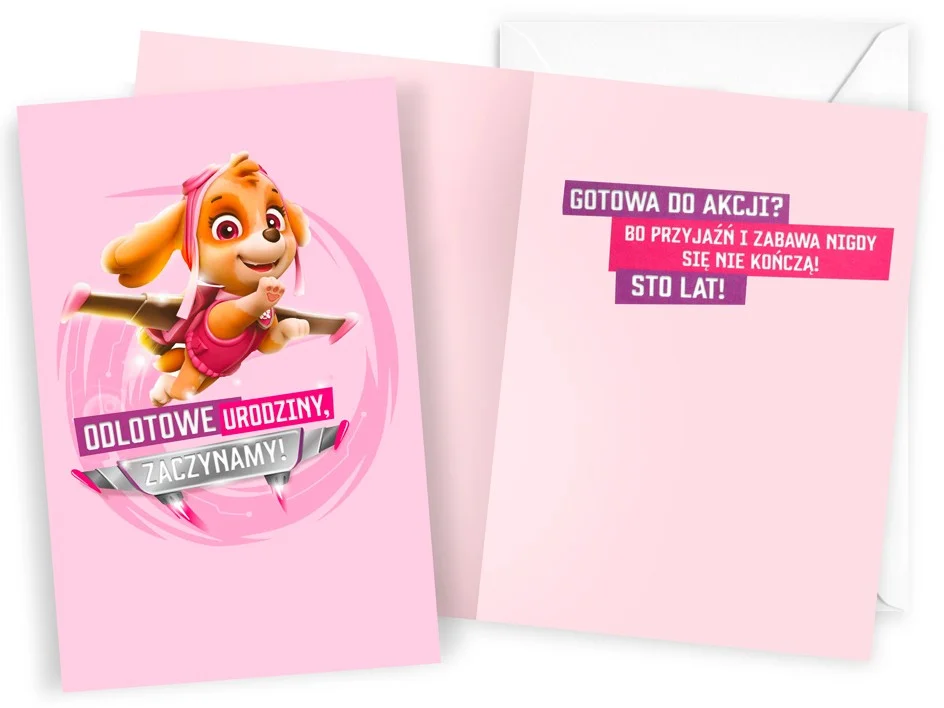 ODLOTOWE URODZINY,
ZACZYNAMY!
GOTOWA DO AKCJI?
BO PRZYJAŹŃ I ZABAWA NIGDY
SIĘ NIE KOŃCZĄ!
STO LAT!